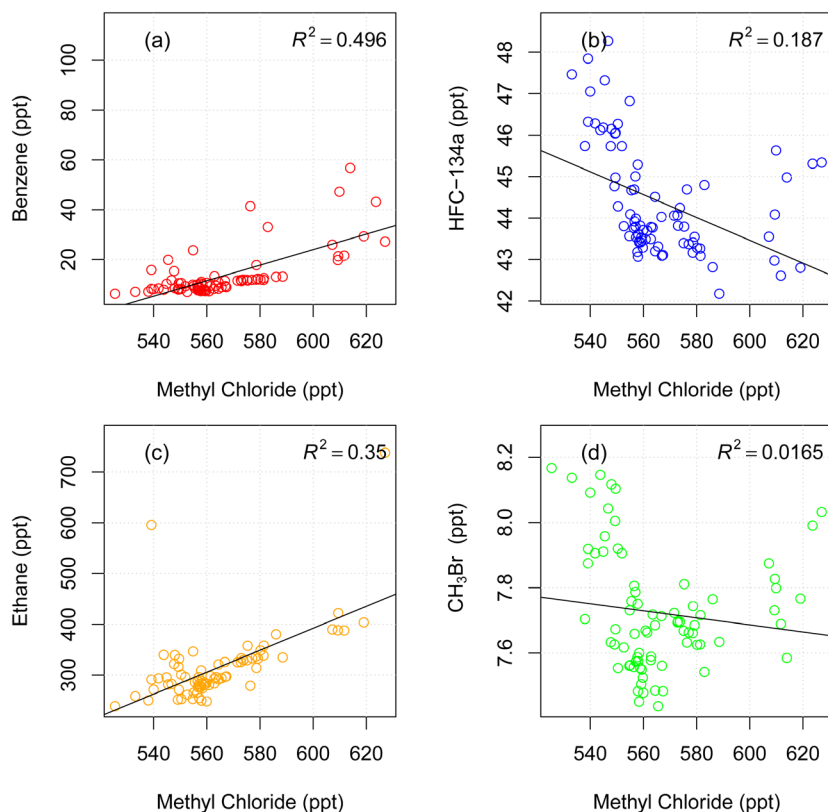 (a)
R² = 0.496
Benzene (ppt)
100
80
60
40
20
540 560 580 600 620
Methyl Chloride (ppt)
(b)
R² = 0.187
HFC−134a (ppt)
48
47
46
45
44
43
42
540 560 580 600 620
Methyl Chloride (ppt)
(c)
R² = 0.35
Ethane (ppt)
700
600
500
400
300
540 560 580 600 620
Methyl Chloride (ppt)
(d)
R² = 0.0165
CH₃Br (ppt)
8.2
8.0
7.8
7.6
540 560 580 600 620
Methyl Chloride (ppt)